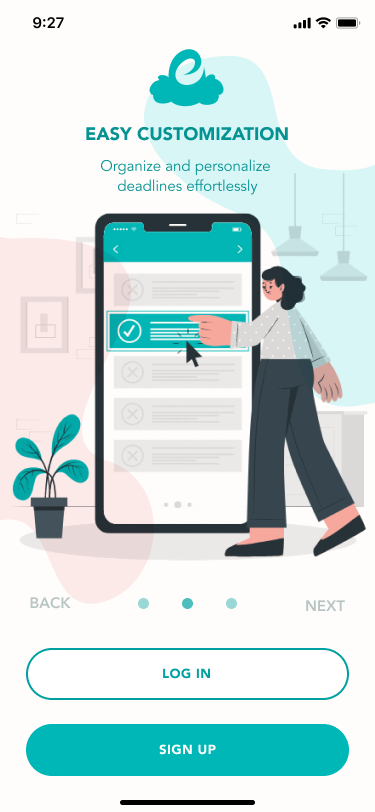 9:27
EASY CUSTOMIZATION
Organize and personalize
deadlines effortlessly
BACK
NEXT
LOG IN
SIGN UP